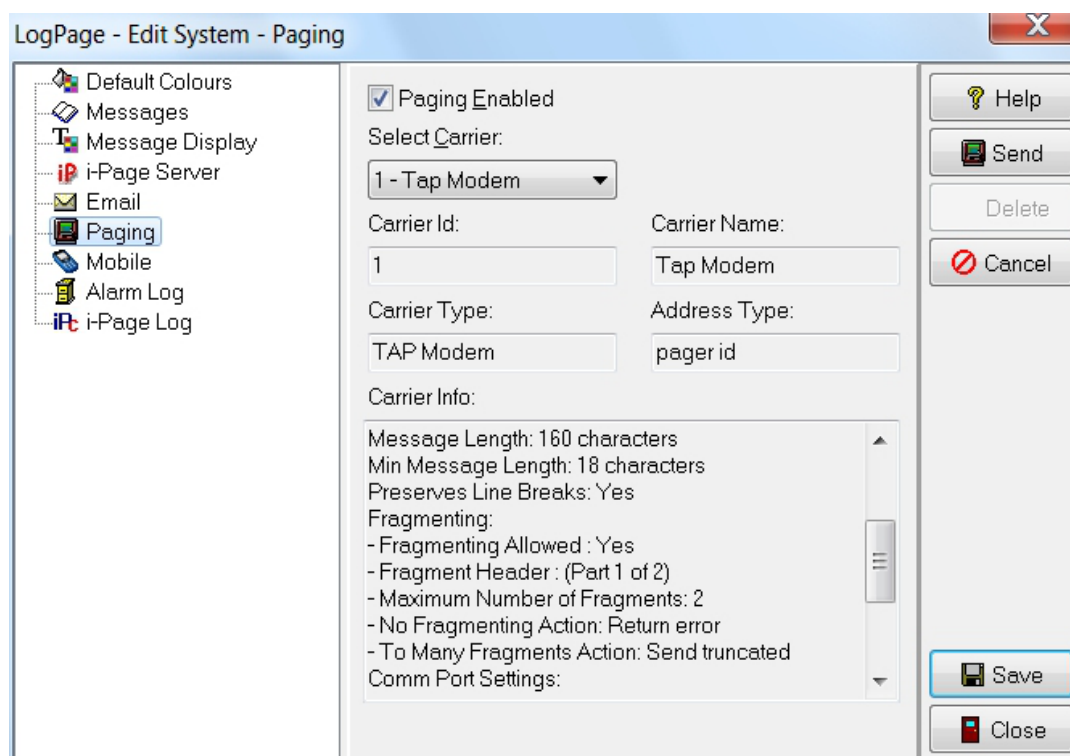 LogPage - Edit System - Paging
X
Default Colours
Messages
Message Display
iP i-Page Server
Email
Paging
Mobile
Alarm Log
iPc i-Page Log
Paging Enabled
Select Carrier:
1 - Tap Modem
Carrier Id:
Carrier Name:
1
Tap Modem
Carrier Type:
Address Type:
TAP Modem
pager id
Carrier Info:
Message Length: 160 characters
Min Message Length: 18 characters
Preserves Line Breaks: Yes
Fragmenting:
- Fragmenting Allowed : Yes
- Fragment Header : (Part 1 of 2)
- Maximum Number of Fragments: 2
- No Fragmenting Action: Return error
- To Many Fragments Action: Send truncated
Comm Port Settings:
? Help
Send
Delete
Cancel
Save
Close